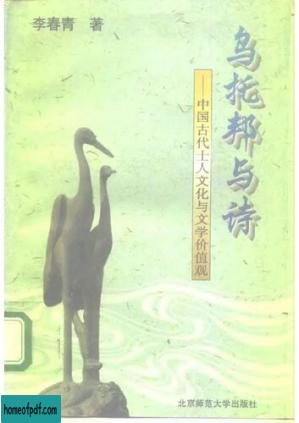 李春青 著
乌托邦与诗
——中国古代士人文化与文学价值观
北京师范大学出版社
homeofpdf.com